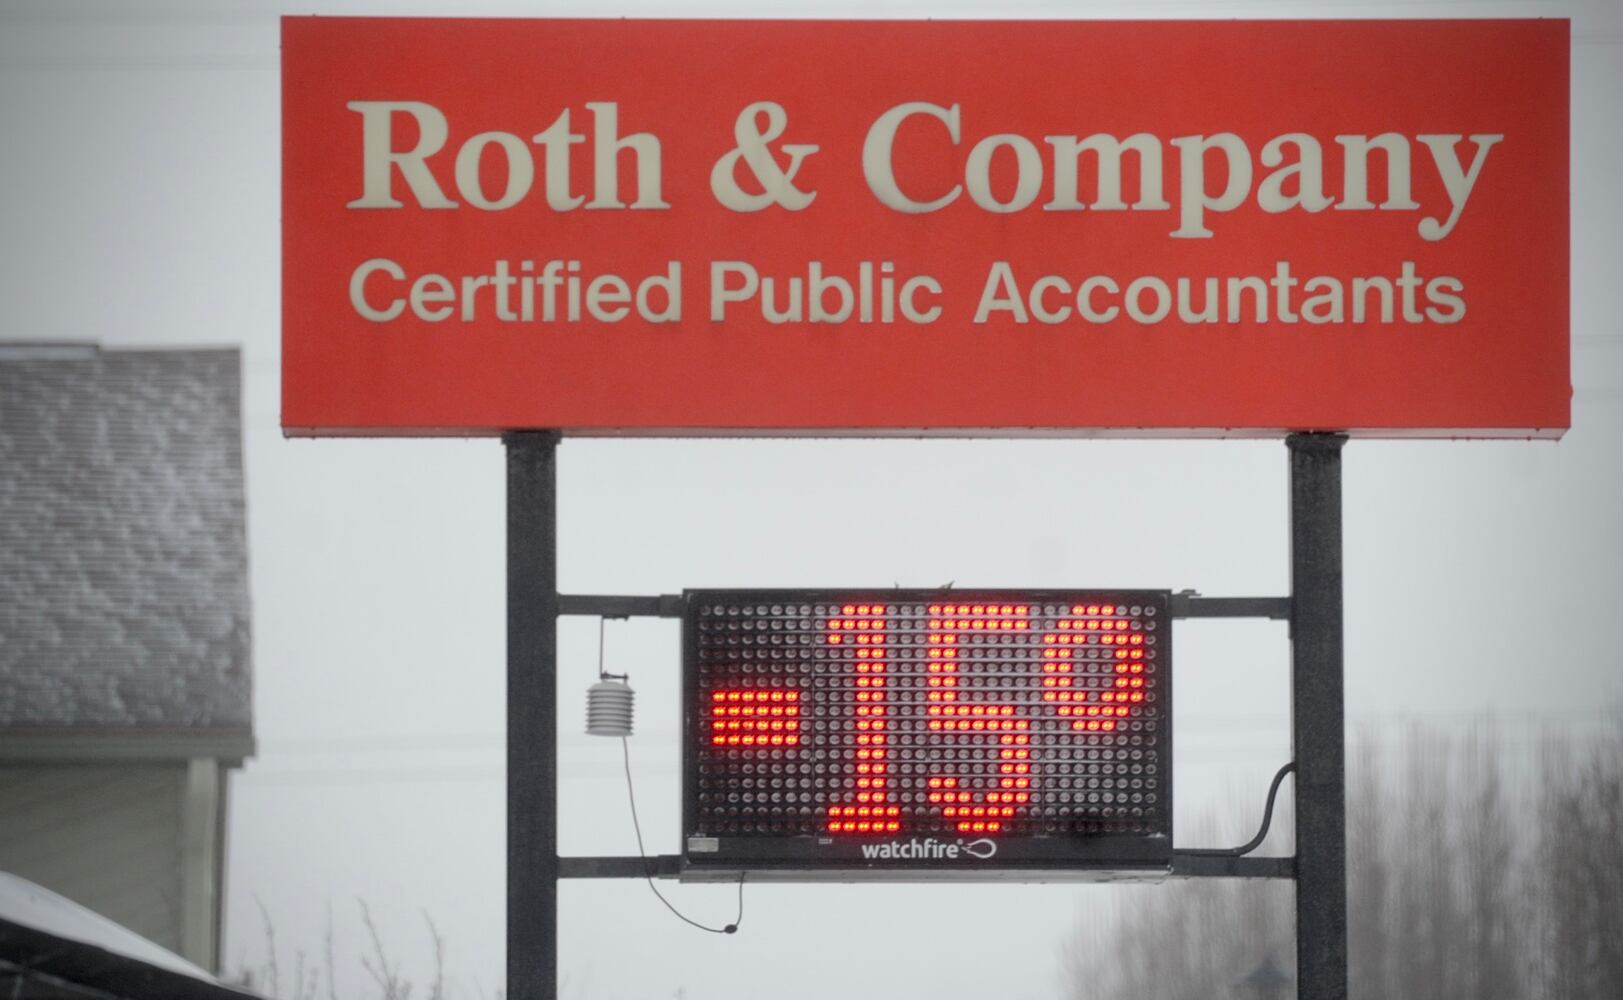 Roth & Company
Certified Public Accountants
-15°
watchfire®